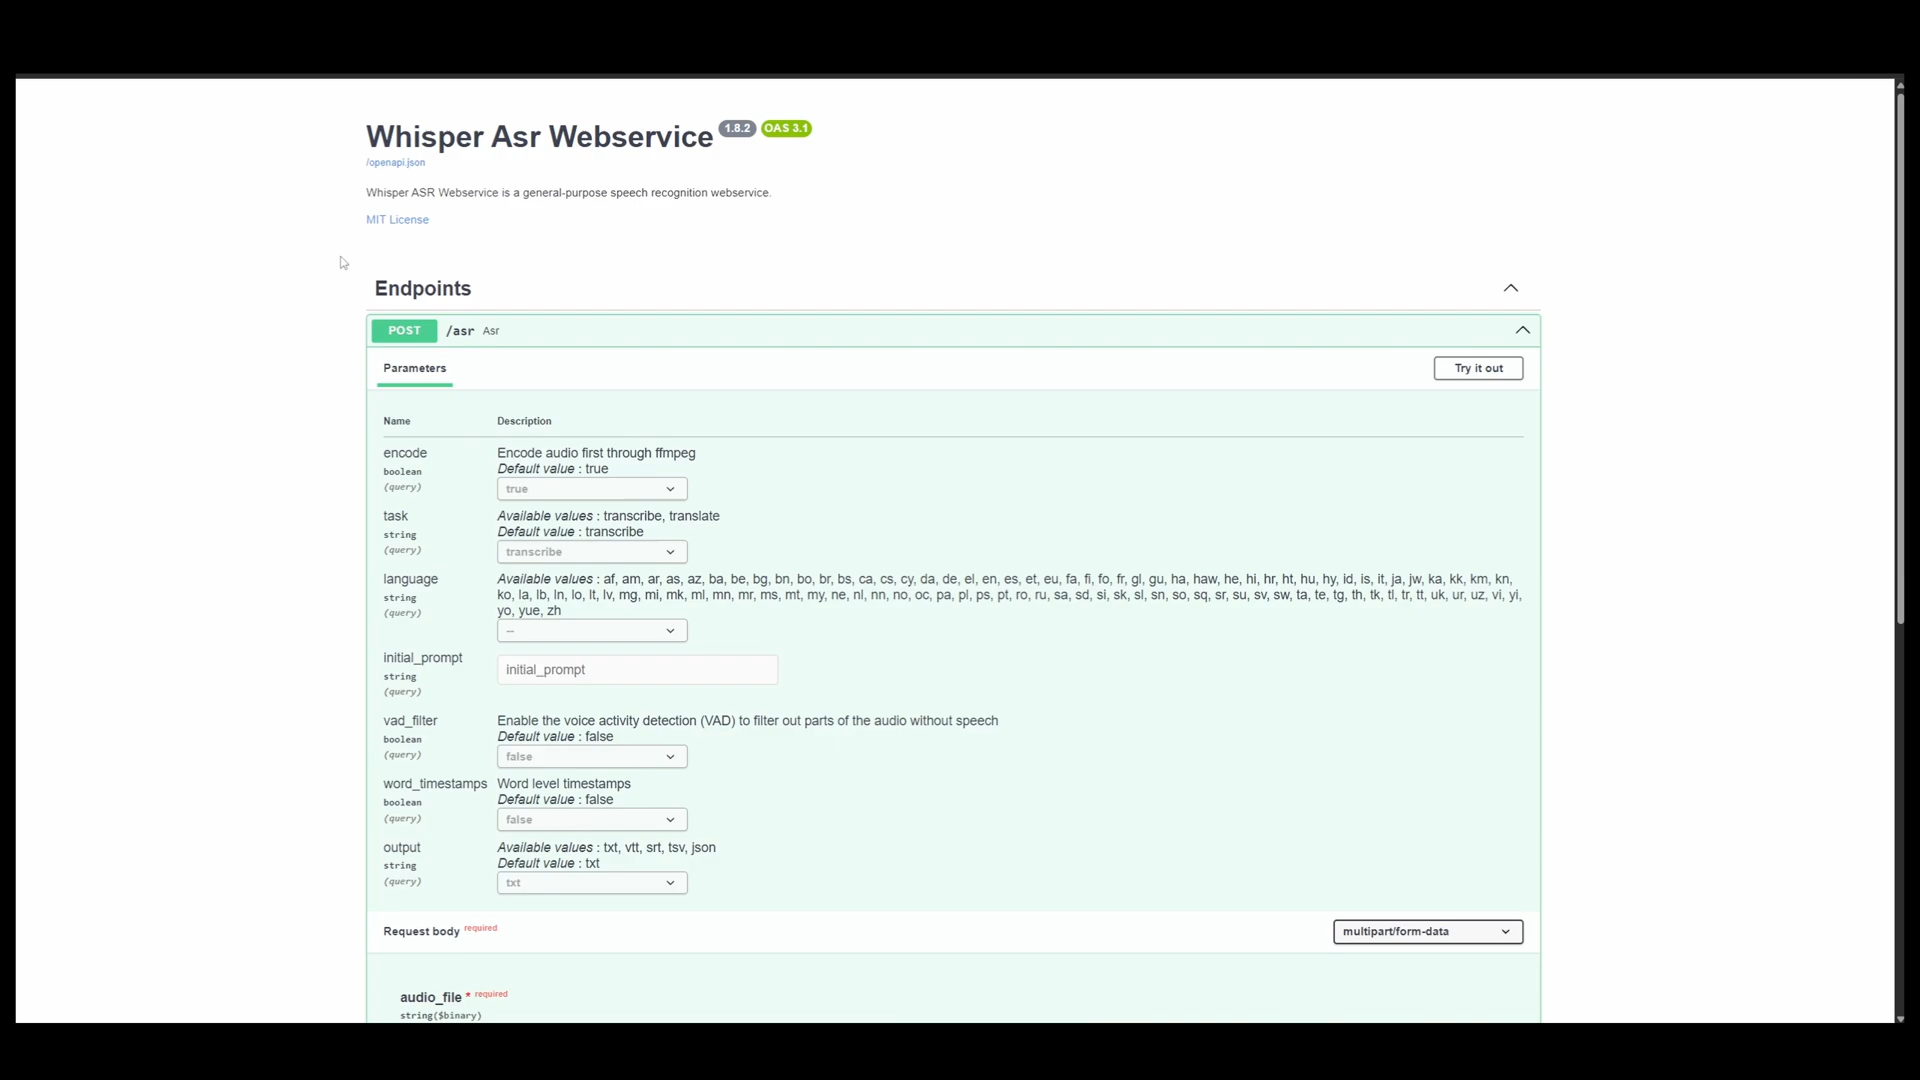 Whisper Asr Webservice 1.8.2 OAS 3.1
/openapi.json
Whisper ASR Webservice is a general-purpose speech recognition webservice.
MIT License
Endpoints
POST /asr Asr
Parameters Try it out
Name Description
encode Encode audio first through ffmpeg
boolean Default value : true
(query) true
task Available values : transcribe, translate
string Default value : transcribe
(query) transcribe
language Available values : af, am, ar, as, az, ba, be, bg, bn, bo, br, bs, ca, cs, cy, da, de, el, en, es, et, eu, fa, fi, fo, fr, gl, gu, ha, haw, he, hi, hr, ht, hu, hy, id, is, it, ja, jw, ka, kk, km, kn,
string ko, la, lb, ln, lo, lt, lv, mg, mi, mk, ml, mn, mr, ms, mt, my, ne, nl, nn, no, oc, pa, pl, ps, pt, ro, ru, sa, sd, si, sk, sl, sn, so, sq, sr, su, sv, sw, ta, te, tg, th, tk, tl, tr, tt, uk, ur, uz, vi, yi,
(query) yo, yue, zh
--
initial_prompt
string initial_prompt
(query)
vad_filter Enable the voice activity detection (VAD) to filter out parts of the audio without speech
boolean Default value : false
(query) false
word_timestamps Word level timestamps
boolean Default value : false
(query) false
output Available values : txt, vtt, srt, tsv, json
string Default value : txt
(query) txt
Request body required multipart/form-data
audio_file * required
string($binary)